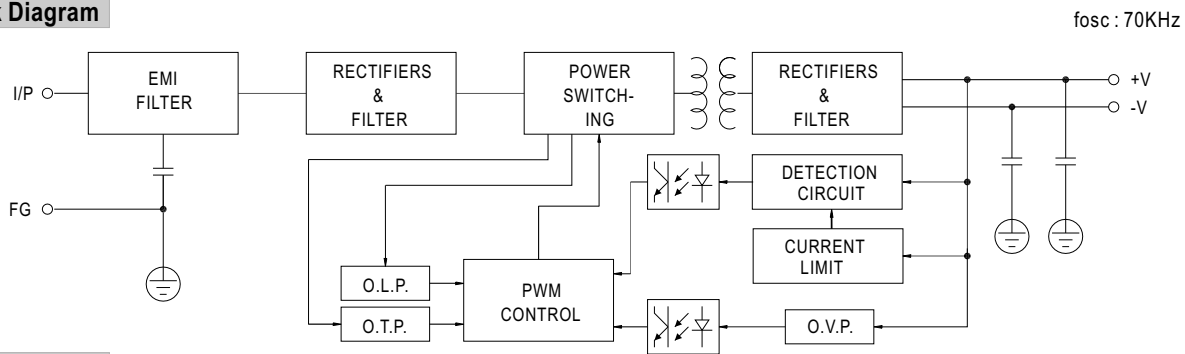 Diagram
fosc : 70KHz
I/P
EMI
FILTER
RECTIFIERS
&
FILTER
POWER
SWITCH-
ING
RECTIFIERS
&
FILTER
+V
-V
FG
DETECTION
CIRCUIT
CURRENT
LIMIT
O.L.P.
O.T.P.
PWM
CONTROL
O.V.P.